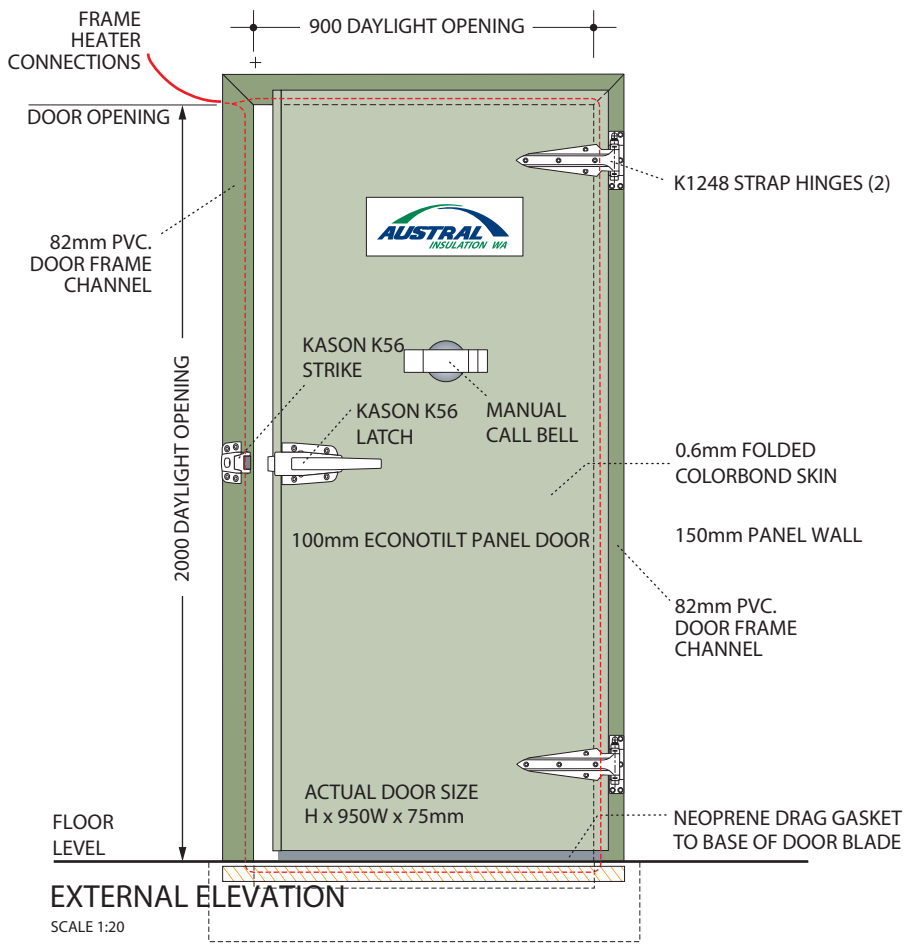 FRAME
HEATER
CONNECTIONS
900 DAYLIGHT OPENING
DOOR OPENING
K1248 STRAP HINGES (2)
AUSTRAL
INSULATION WA
82mm PVC.
DOOR FRAME
CHANNEL
2000 DAYLIGHT OPENING
KASON K56
STRIKE
KASON K56
LATCH
MANUAL
CALL BELL
0.6mm FOLDED
COLORBOND SKIN
100mm ECONOTILT PANEL DOOR
150mm PANEL WALL
82mm PVC.
DOOR FRAME
CHANNEL
ACTUAL DOOR SIZE
H x 950W x 75mm
NEOPRENE DRAG GASKET
TO BASE OF DOOR BLADE
FLOOR
LEVEL
EXTERNAL ELEVATION
SCALE 1:20